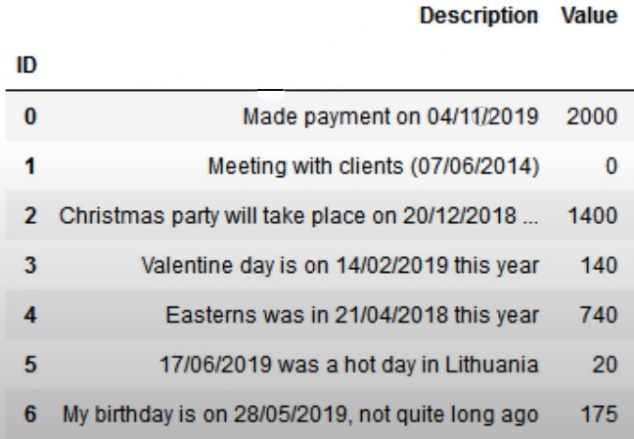 Description Value
ID
0 Made payment on 04/11/2019 2000
1 Meeting with clients (07/06/2014) 0
2 Christmas party will take place on 20/12/2018 ... 1400
3 Valentine day is on 14/02/2019 this year 140
4 Easterns was in 21/04/2018 this year 740
5 17/06/2019 was a hot day in Lithuania 20
6 My birthday is on 28/05/2019, not quite long ago 175